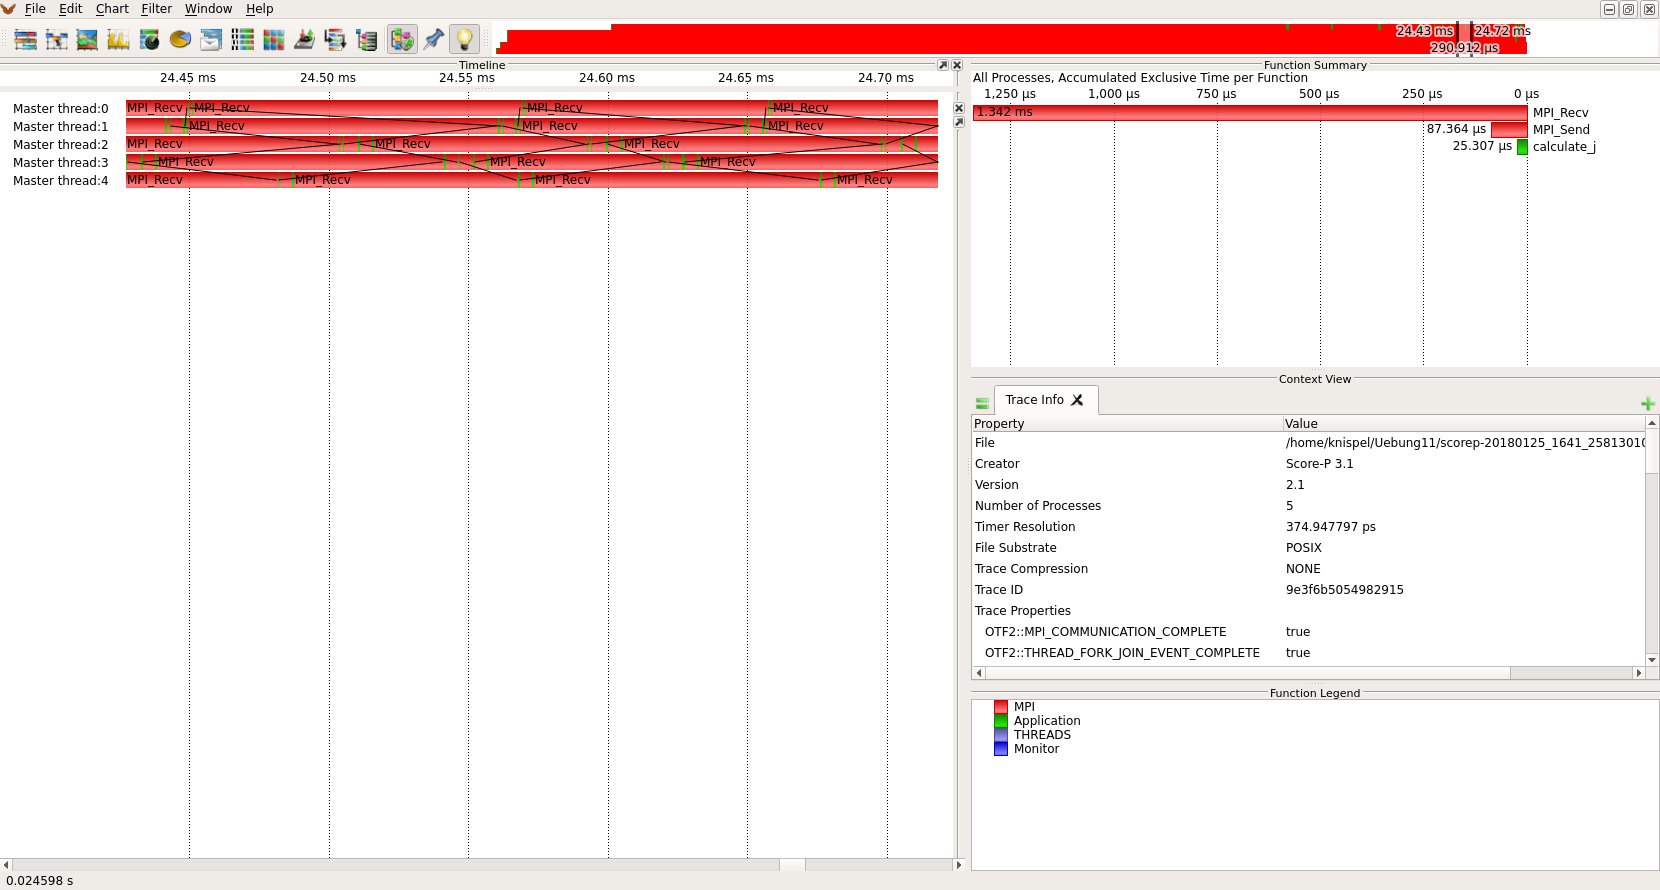 File Edit Chart Filter Window Help
24.43 ms 24.72 ms
290.912 µs
Timeline
24.45 ms 24.50 ms 24.55 ms 24.60 ms 24.65 ms 24.70 ms
Master thread:0 MPI_Recv MPI_Recv MPI_Recv MPI_Recv
Master thread:1 MPI_Recv MPI_Recv MPI_Recv
Master thread:2 MPI_Recv MPI_Recv MPI_Recv
Master thread:3 MPI_Recv MPI_Recv MPI_Recv
Master thread:4 MPI_Recv MPI_Recv MPI_Recv MPI_Recv
0.024598 s
Function Summary
All Processes, Accumulated Exclusive Time per Function
1,250 µs 1,000 µs 750 µs 500 µs 250 µs 0 µs
1.342 ms MPI_Recv
87.364 µs MPI_Send
25.307 µs calculate_j
Context View
Trace Info
Property Value
File /home/knispel/Uebung11/scorep-20180125_1641_25813010
Creator Score-P 3.1
Version 2.1
Number of Processes 5
Timer Resolution 374.947797 ps
File Substrate POSIX
Trace Compression NONE
Trace ID 9e3f6b5054982915
Trace Properties
OTF2::MPI_COMMUNICATION_COMPLETE true
OTF2::THREAD_FORK_JOIN_EVENT_COMPLETE true
Function Legend
MPI
Application
THREADS
Monitor